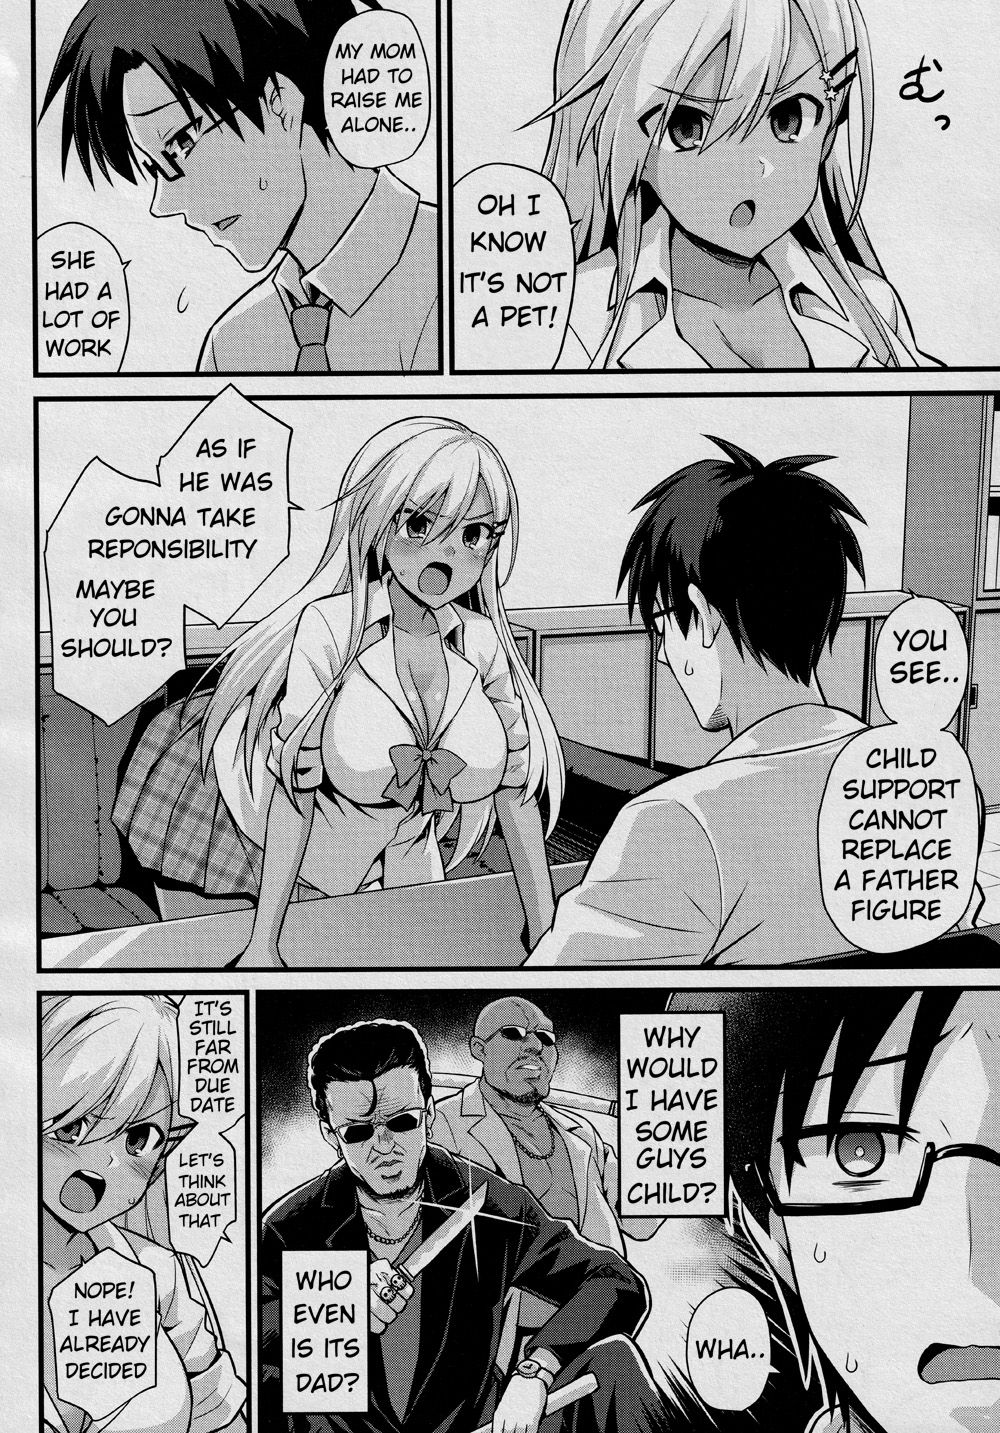 OH I
KNOW
IT'S NOT
A PET!
むっ
MY MOM
HAD TO
RAISE ME
ALONE..
SHE
HAD A
LOT OF
WORK
YOU
SEE..
CHILD
SUPPORT
CANNOT
REPLACE
A FATHER
FIGURE
AS IF
HE WAS
GONNA TAKE
REPONSIBILITY
MAYBE
YOU
SHOULD?
WHA..
WHY
WOULD
I HAVE
SOME
GUYS
CHILD?
WHO
EVEN
IS ITS
DAD?
IT'S
STILL
FAR
FROM
DUE
DATE
LET'S
THINK
ABOUT
THAT
NOPE!
I HAVE
ALREADY
DECIDED